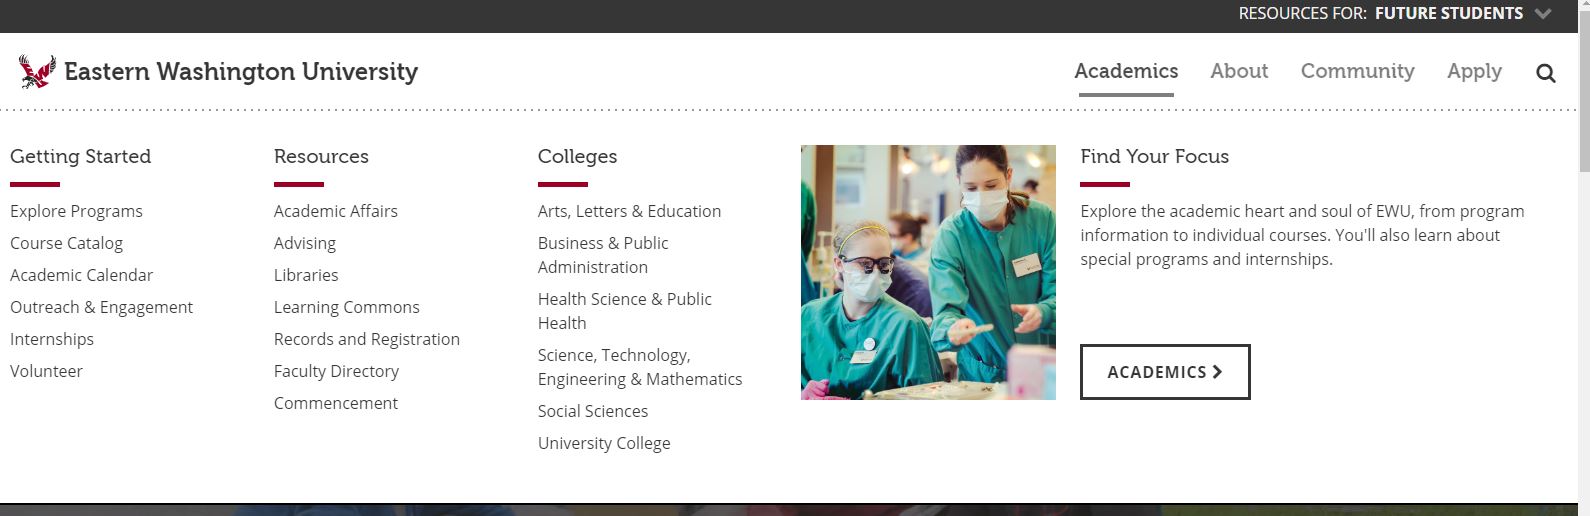 RESOURCES FOR: FUTURE STUDENTS
Eastern Washington University
Academics
About
Community
Apply
Getting Started
Explore Programs
Course Catalog
Academic Calendar
Outreach & Engagement
Internships
Volunteer
Resources
Academic Affairs
Advising
Libraries
Learning Commons
Records and Registration
Faculty Directory
Commencement
Colleges
Arts, Letters & Education
Business & Public
Administration
Health Science & Public
Health
Science, Technology,
Engineering & Mathematics
Social Sciences
University College
Find Your Focus
Explore the academic heart and soul of EWU, from program
information to individual courses. You'll also learn about
special programs and internships.
ACADEMICS